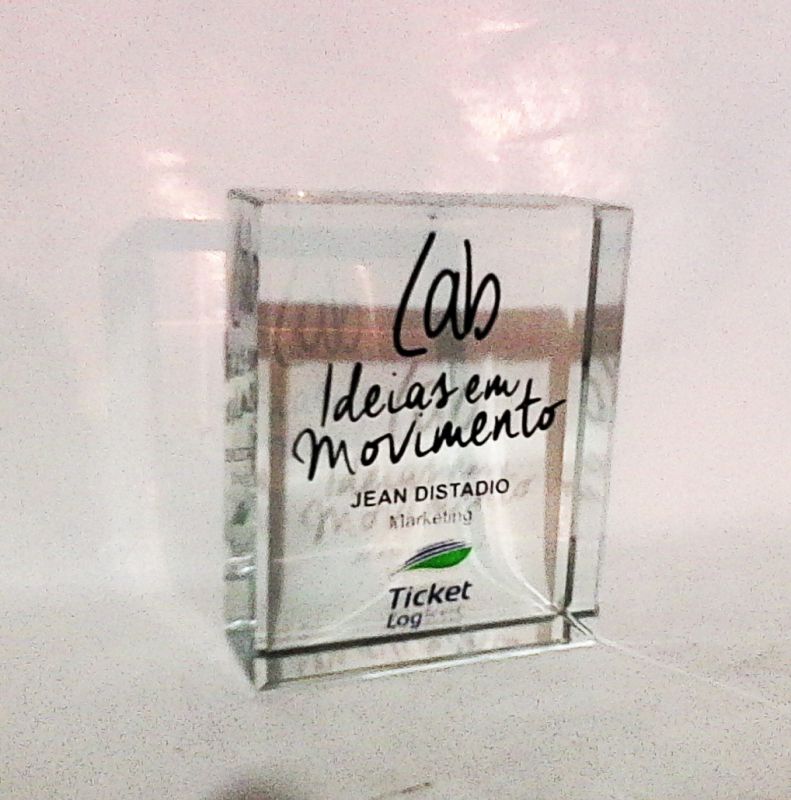 Lab
Ideias em
Movimento
JEAN DISTADIO
Marketing
Ticket
Log